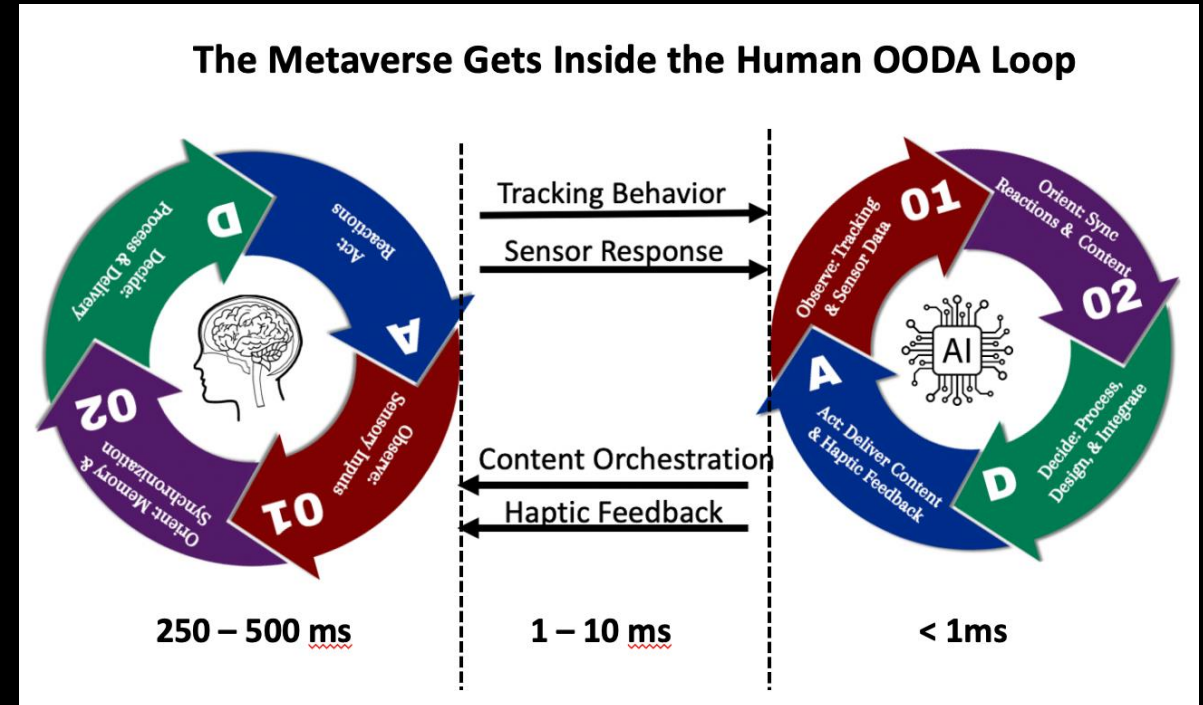 The Metaverse Gets Inside the Human OODA Loop
D
Decide:
Process & Delivery
A
Act:
Reactions
01
Observe:
Sensory Inputs
02
Orient: Memory &
Synchronization
Tracking Behavior
Sensor Response
Content Orchestration
Haptic Feedback
01
Observe: Tracking
& Sensor Data
02
Orient: Sync
Reactions & Content
D
Decide: Process,
Design, & Integrate
A
Act: Deliver Content
& Haptic Feedback
AI
250 – 500 ms
1 – 10 ms
< 1ms